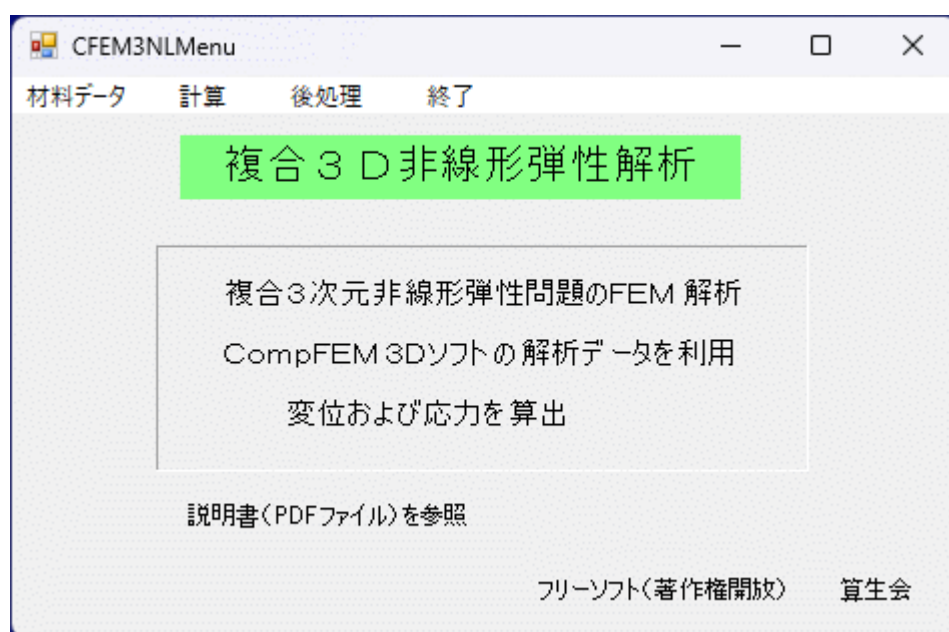 CFEM3NLMenu
材料データ 計算 後処理 終了
複合３Ｄ非線形弾性解析
複合３次元非線形弾性問題のFEM 解析
CompFEM 3Dソフトの解析データを利用
変位および応力を算出
説明書(PDFファイル)を参照
フリーソフト(著作権開放) 算生会